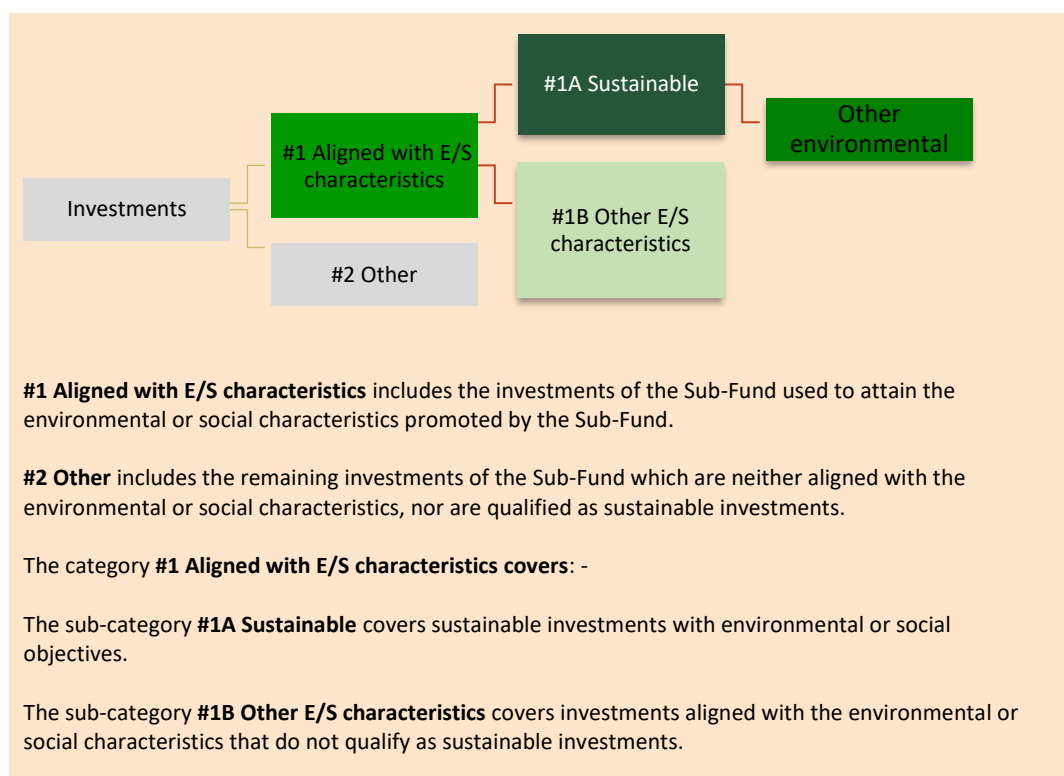 #1A Sustainable
Other
environmental
#1 Aligned with E/S
characteristics
Investments
#1B Other E/S
characteristics
#2 Other
#1 Aligned with E/S characteristics includes the investments of the Sub-Fund used to attain the
environmental or social characteristics promoted by the Sub-Fund.
#2 Other includes the remaining investments of the Sub-Fund which are neither aligned with the
environmental or social characteristics, nor are qualified as sustainable investments.
The category #1 Aligned with E/S characteristics covers: -
The sub-category #1A Sustainable covers sustainable investments with environmental or social
objectives.
The sub-category #1B Other E/S characteristics covers investments aligned with the environmental or
social characteristics that do not qualify as sustainable investments.